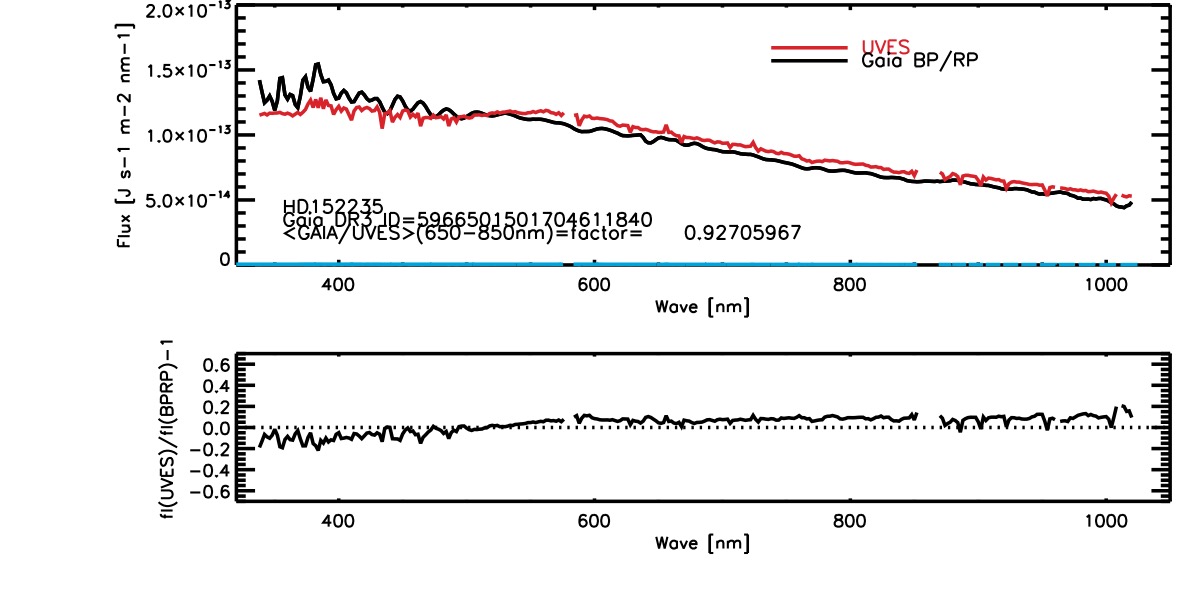 2.0×10−13
1.5×10−13
1.0×10−13
5.0×10−14
0
Flux [J s−1 m−2 nm−1]
UVES
Gaia BP/RP
HD152235
Gaia DR3 ID=5966501501704611840
<GAIA/UVES>(650−850nm)=factor= 0.92705967
400 600 800 1000
Wave [nm]
0.6
0.4
0.2
0.0
−0.2
−0.4
−0.6
fl(UVES)/fl(BPRP)−1
400 600 800 1000
Wave [nm]